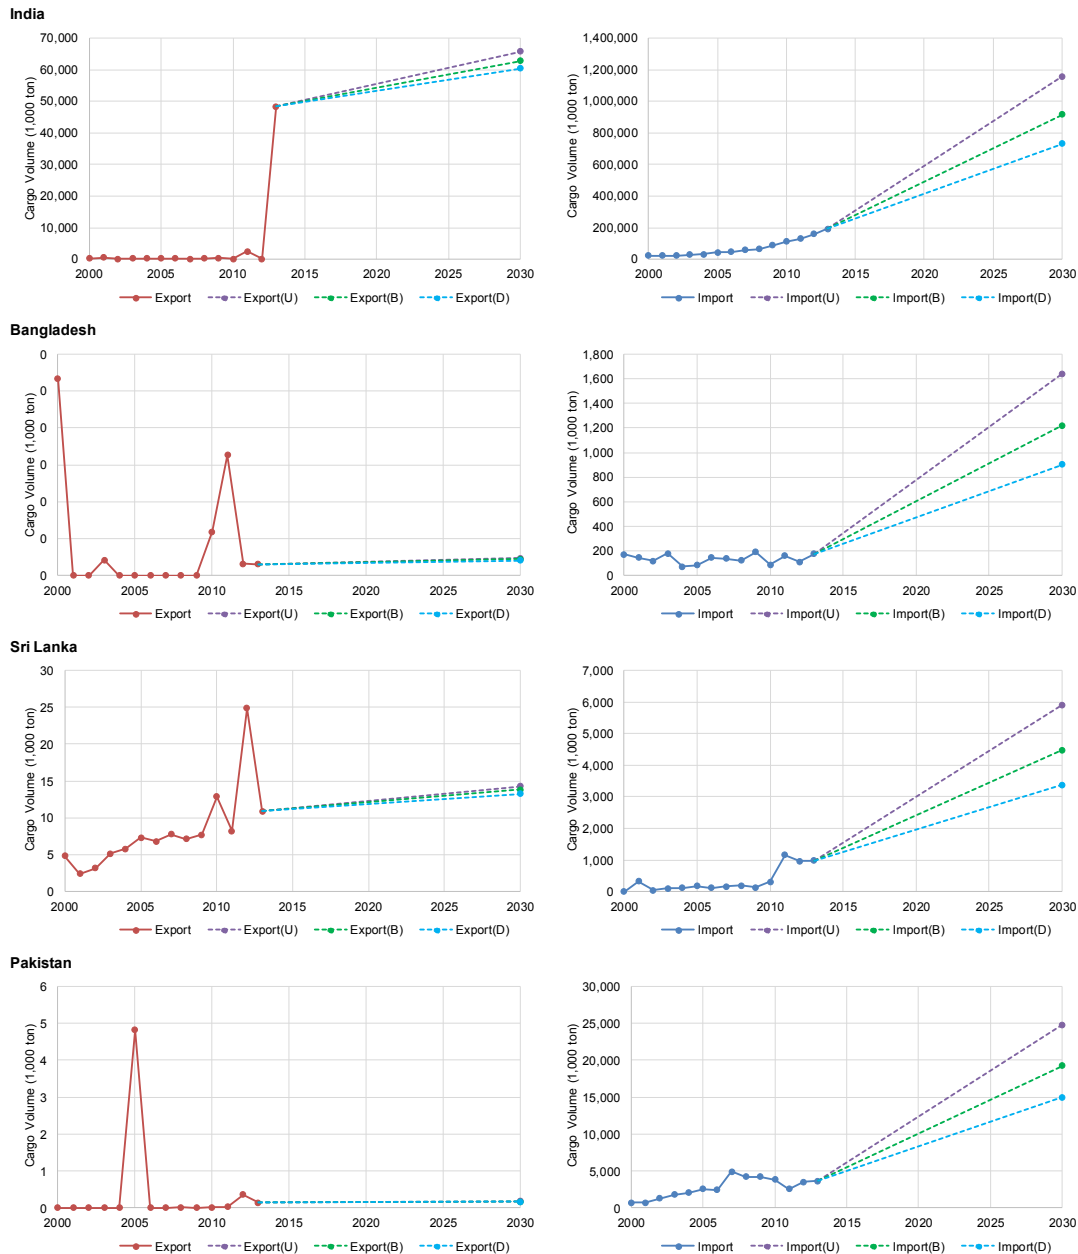 India
Cargo Volume (1,000 ton)
70,000
60,000
50,000
40,000
30,000
20,000
10,000
0
2000 2005 2010 2015 2020 2025 2030
Export Export(U) Export(B) Export(D)
Cargo Volume (1,000 ton)
1,400,000
1,200,000
1,000,000
800,000
600,000
400,000
200,000
0
2000 2005 2010 2015 2020 2025 2030
Import Import(U) Import(B) Import(D)
Bangladesh
Cargo Volume (1,000 ton)
0
0
0
0
0
0
0
2000 2005 2010 2015 2020 2025 2030
Export Export(U) Export(B) Export(D)
Cargo Volume (1,000 ton)
1,800
1,600
1,400
1,200
1,000
800
600
400
200
0
2000 2005 2010 2015 2020 2025 2030
Import Import(U) Import(B) Import(D)
Sri Lanka
Cargo Volume (1,000 ton)
30
25
20
15
10
5
0
2000 2005 2010 2015 2020 2025 2030
Export Export(U) Export(B) Export(D)
Cargo Volume (1,000 ton)
7,000
6,000
5,000
4,000
3,000
2,000
1,000
0
2000 2005 2010 2015 2020 2025 2030
Import Import(U) Import(B) Import(D)
Pakistan
Cargo Volume (1,000 ton)
6
5
4
3
2
1
0
2000 2005 2010 2015 2020 2025 2030
Export Export(U) Export(B) Export(D)
Cargo Volume (1,000 ton)
30,000
25,000
20,000
15,000
10,000
5,000
0
2000 2005 2010 2015 2020 2025 2030
Import Import(U) Import(B) Import(D)